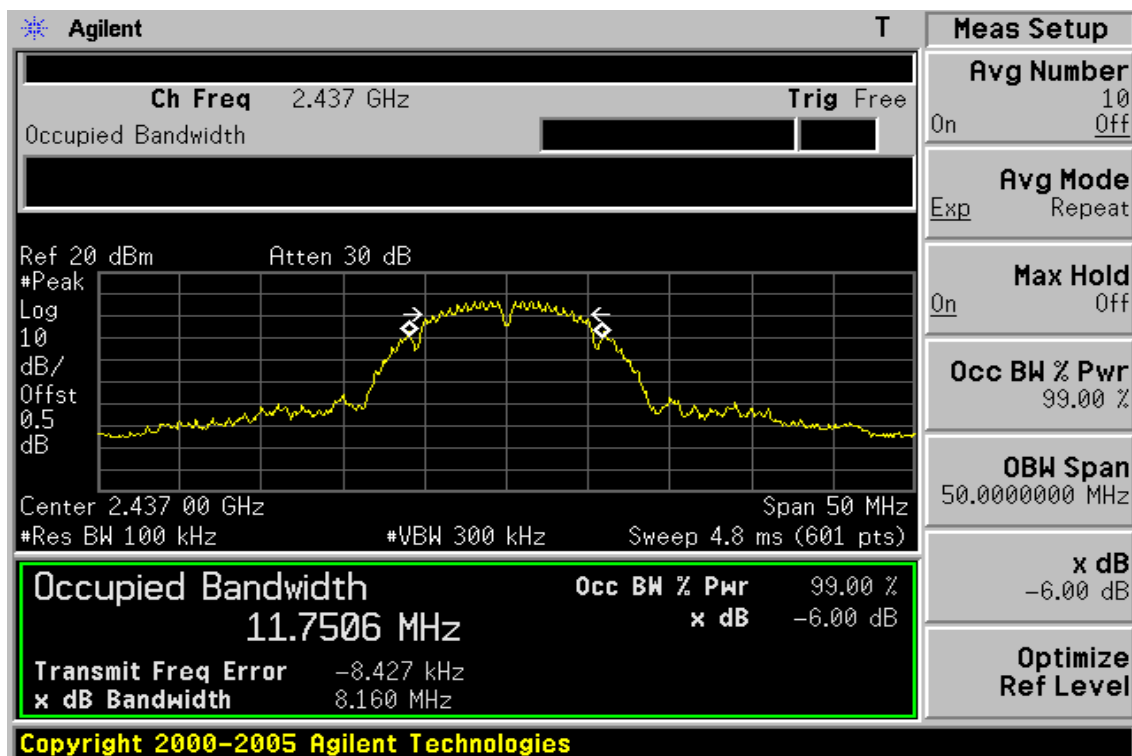 Agilent T
Ch Freq 2.437 GHz Trig Free
Occupied Bandwidth
Ref 20 dBm Atten 30 dB
#Peak
Log
10
dB/
Offst
0.5
dB
Center 2.437 00 GHz Span 50 MHz
#Res BW 100 kHz #VBW 300 kHz Sweep 4.8 ms (601 pts)
Occupied Bandwidth Occ BW % Pwr 99.00 %
11.7506 MHz x dB -6.00 dB
Transmit Freq Error -8.427 kHz
x dB Bandwidth 8.160 MHz
Meas Setup
Avg Number
10
On Off
Avg Mode
Exp Repeat
Max Hold
On Off
Occ BW % Pwr
99.00 %
OBW Span
50.0000000 MHz
x dB
-6.00 dB
Optimize
Ref Level
Copyright 2000-2005 Agilent Technologies